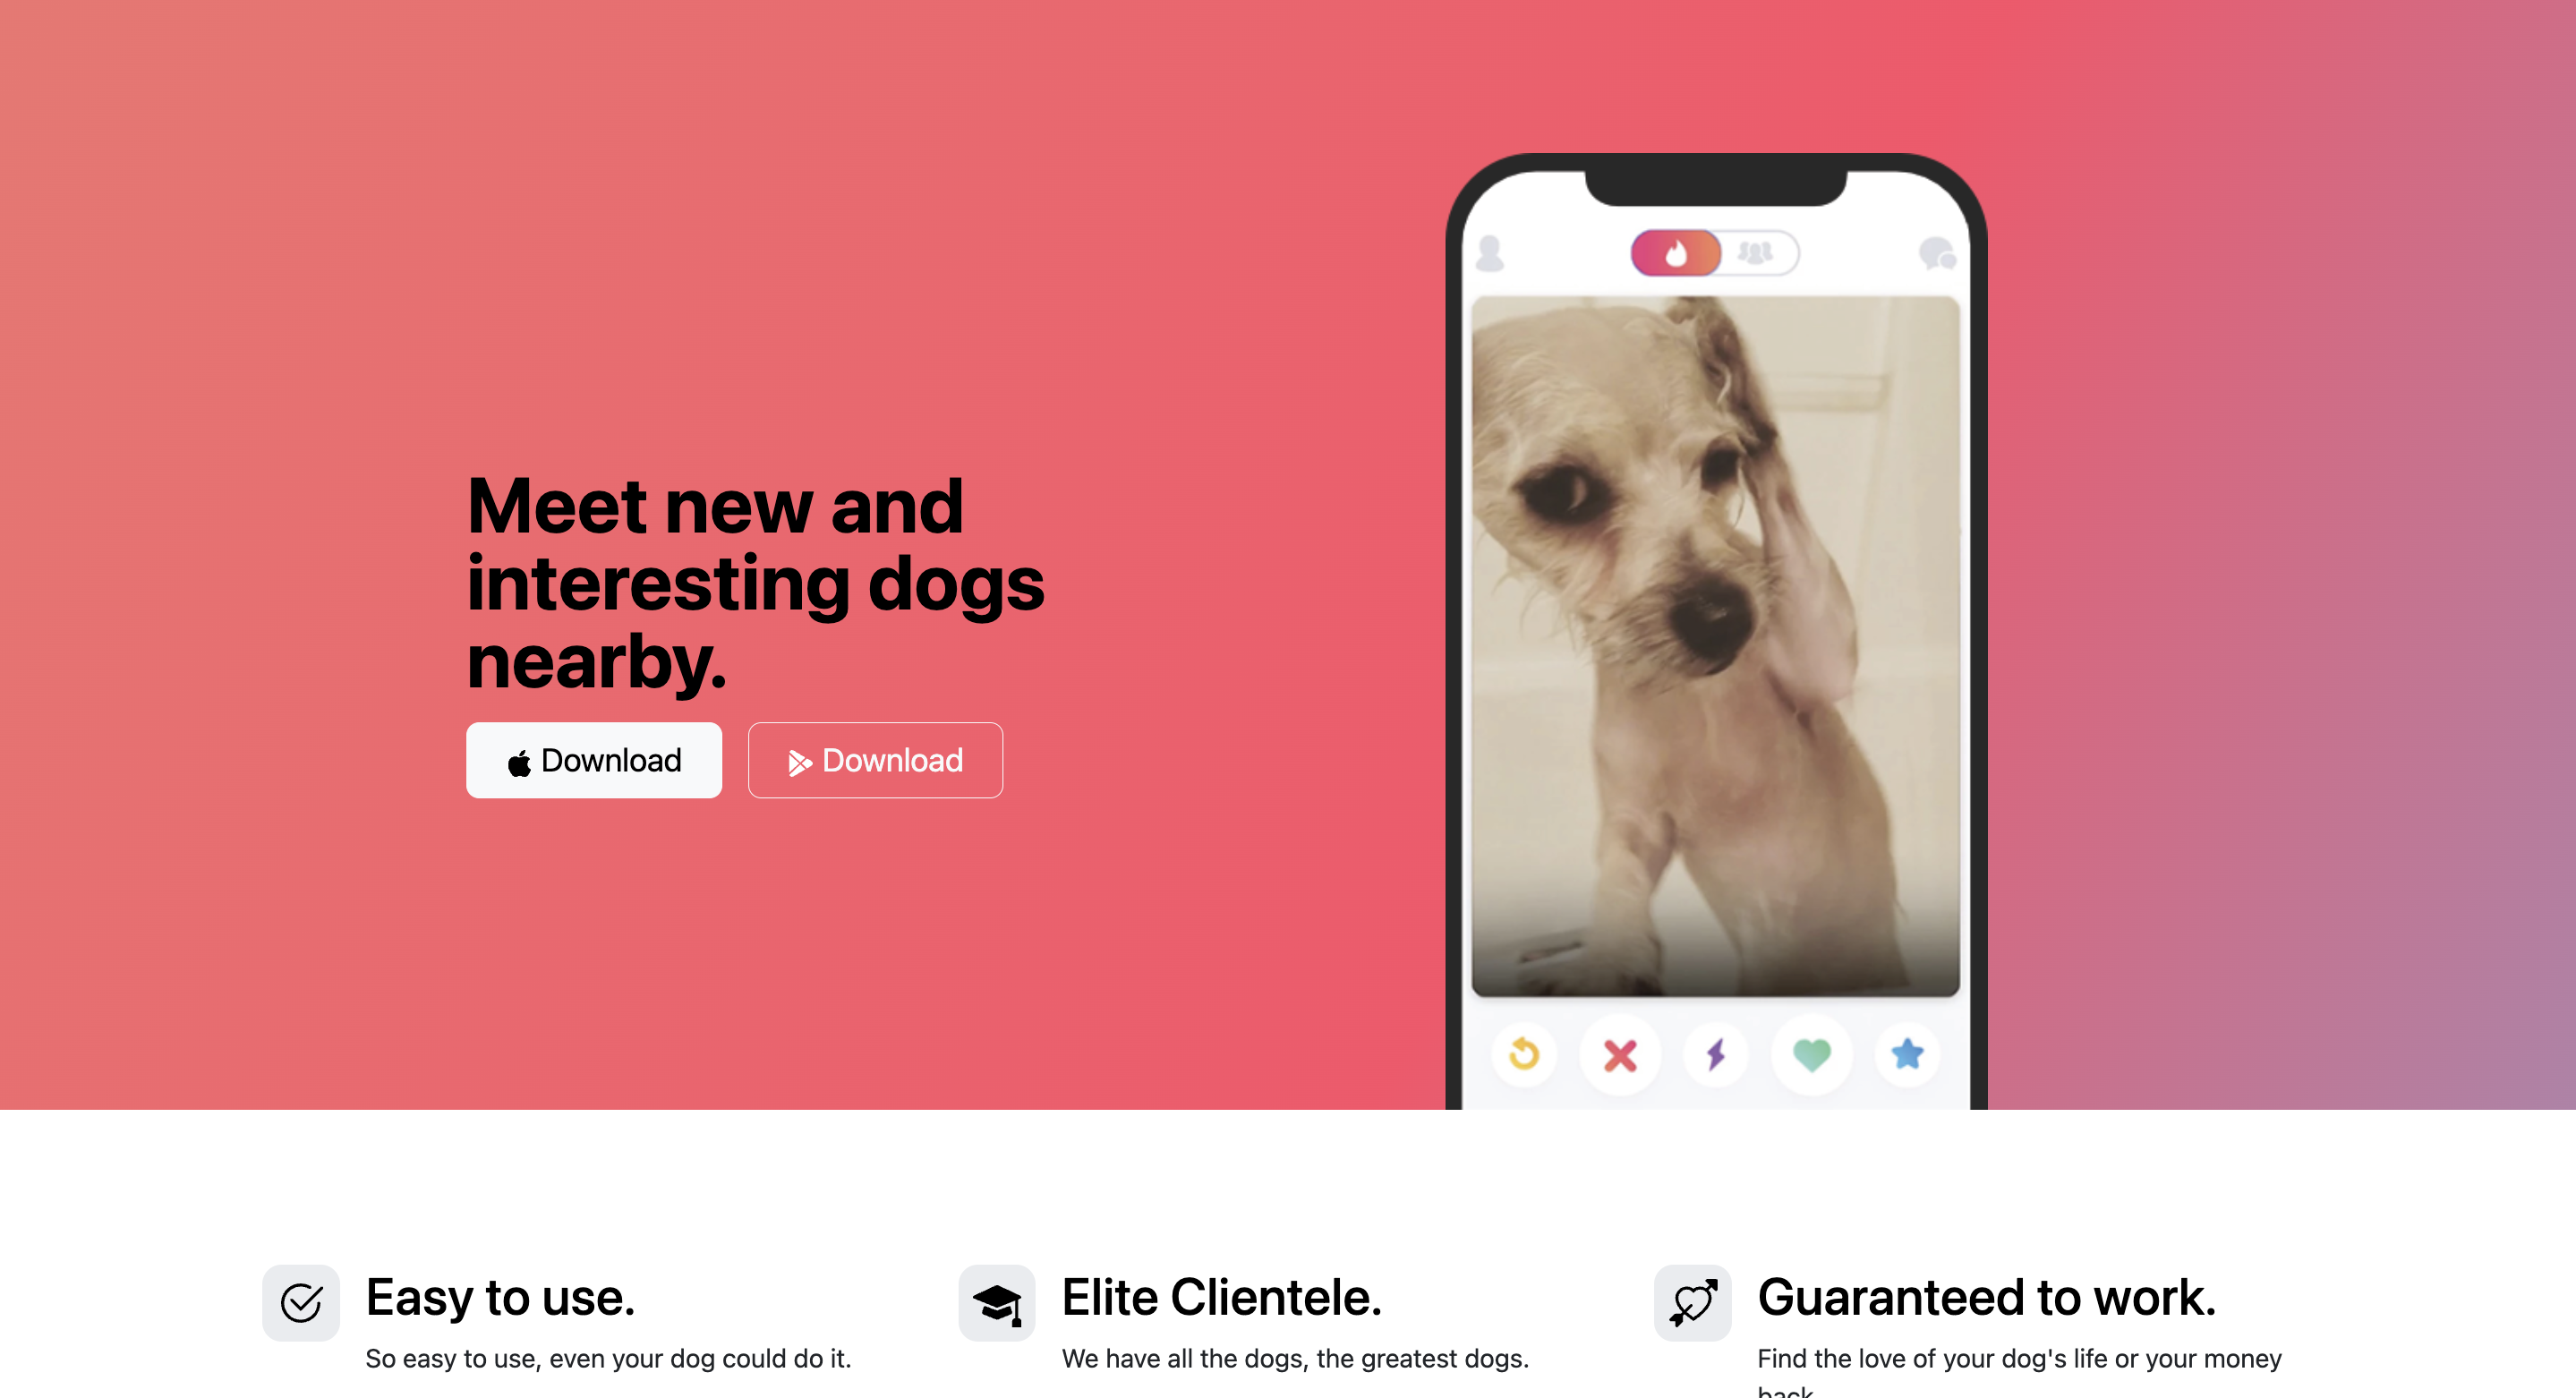 Meet new and
interesting dogs
nearby.
Download
Download
Easy to use.
So easy to use, even your dog could do it.
Elite Clientele.
We have all the dogs, the greatest dogs.
Guaranteed to work.
Find the love of your dog's life or your money
back.